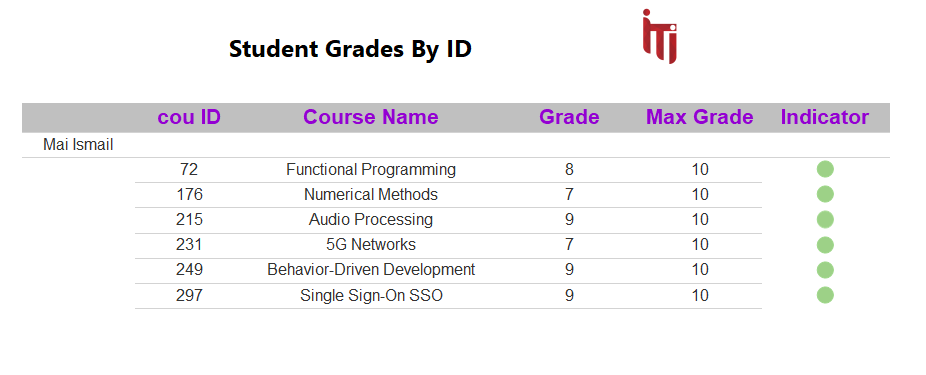 Student Grades By ID
iTi
cou ID Course Name Grade Max Grade Indicator
Mai Ismail
72 Functional Programming 8 10
176 Numerical Methods 7 10
215 Audio Processing 9 10
231 5G Networks 7 10
249 Behavior-Driven Development 9 10
297 Single Sign-On SSO 9 10